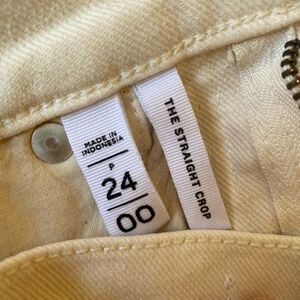 MADE IN
INDONESIA
P
24
00
THE STRAIGHT CROP